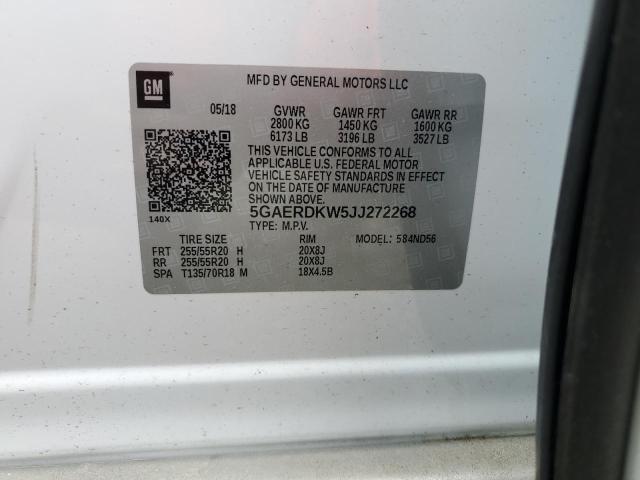 GM
MFD BY GENERAL MOTORS LLC
05/18 GVWR GAWR FRT GAWR RR
2800 KG 1450 KG 1600 KG
6173 LB 3196 LB 3527 LB
THIS VEHICLE CONFORMS TO ALL
APPLICABLE U.S. FEDERAL MOTOR
VEHICLE SAFETY STANDARDS IN EFFECT
ON THE DATE OF MANUFACTURE
SHOWN ABOVE.
140X
5GAERDKW5JJ272268
TYPE: M.P.V. MODEL: 584ND56
TIRE SIZE RIM
FRT 255/55R20 H 20X8J
RR 255/55R20 H 20X8J
SPA T135/70R18 M 18X4.5B